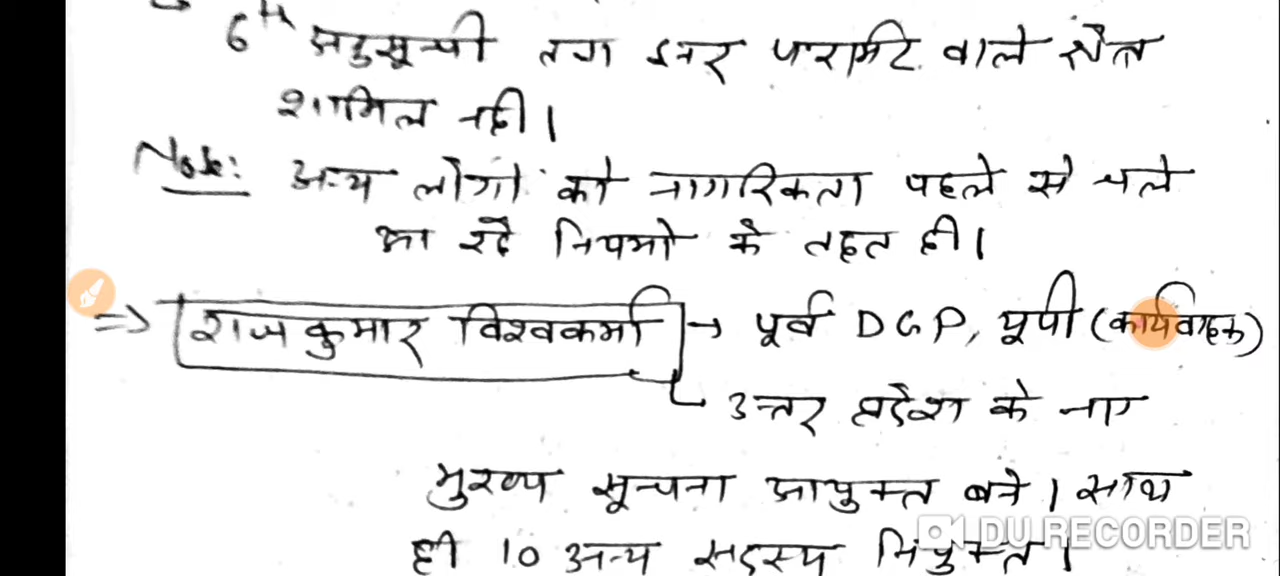 6th अनुसूची तथा इनर परमिट वाले क्षेत्र
शामिल नही।
Note: अन्य लोगों को नागरिकता पहले से चले
आ रहे नियमो के तहत ही।
=> राजकुमार विश्वकर्मा → पूर्व DGP, यूपी (कार्यवाहक)
उत्तर प्रदेश के नए
मुख्य सूचना आयुक्त बने। साथ
ही 10 अन्य सदस्य नियुक्त।
DU RECORDER